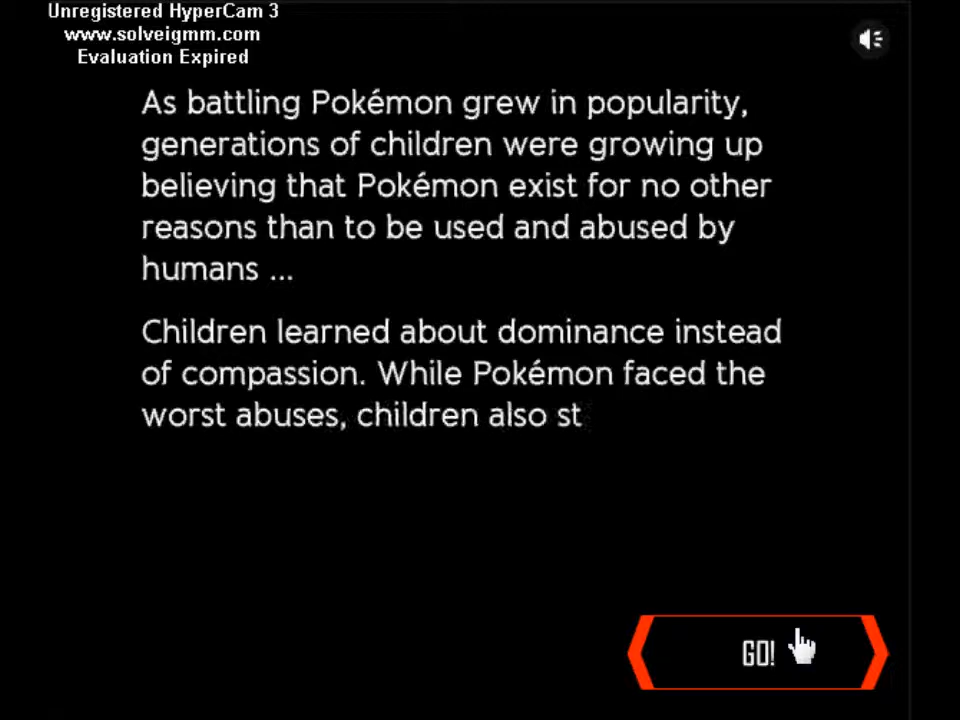 Unregistered HyperCam 3
www.solveigmm.com
Evaluation Expired
As battling Pokémon grew in popularity,
generations of children were growing up
believing that Pokémon exist for no other
reasons than to be used and abused by
humans ...
Children learned about dominance instead
of compassion. While Pokémon faced the
worst abuses, children also st
GO!